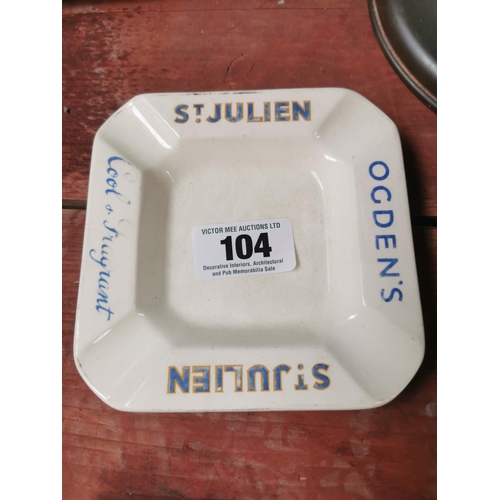 ST. JULIEN
OGDEN'S
Cool & Fragrant
VICTOR MEE AUCTIONS LTD
104
Decorative Interiors, Architectural
and Pub Memorabilia Sale
ST. JULIEN